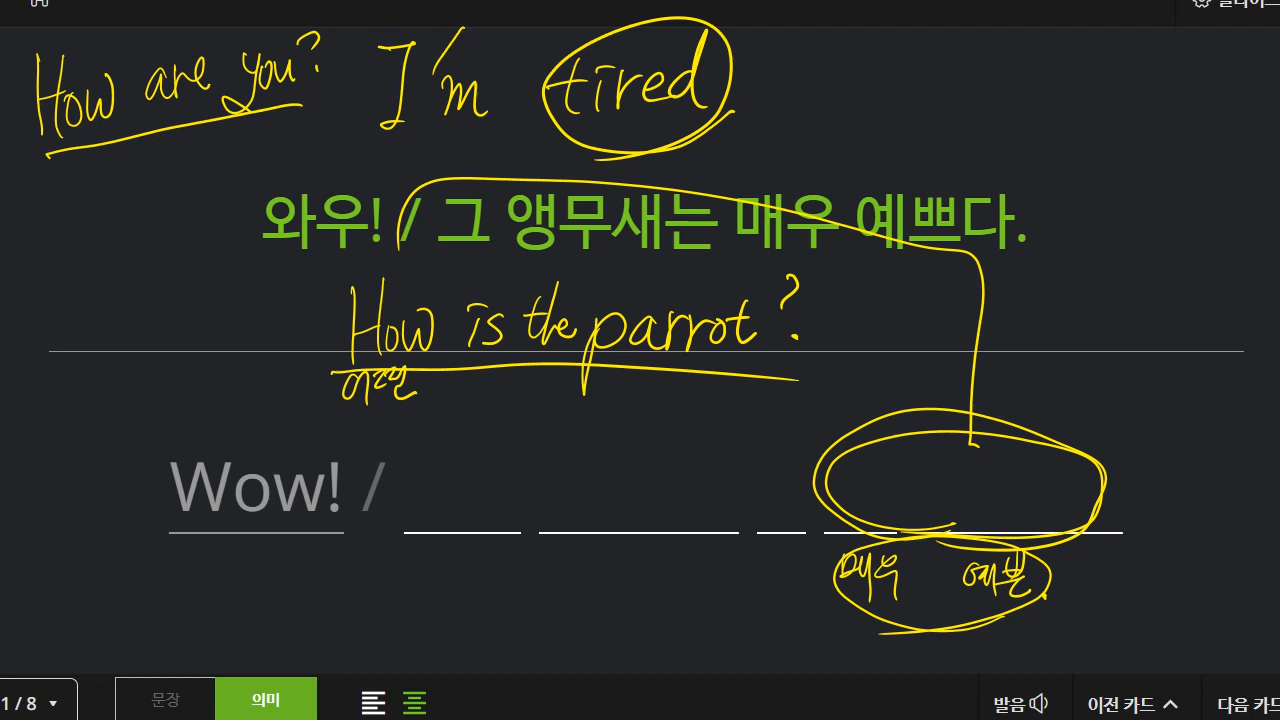 How are you? I'm tired.
와우! / 그 앵무새는 매우 예쁘다.
How is the parrot?
어떤
Wow! /
매우 예쁜
1 / 8
문장 의미
발음 이전 카드 다음 카드